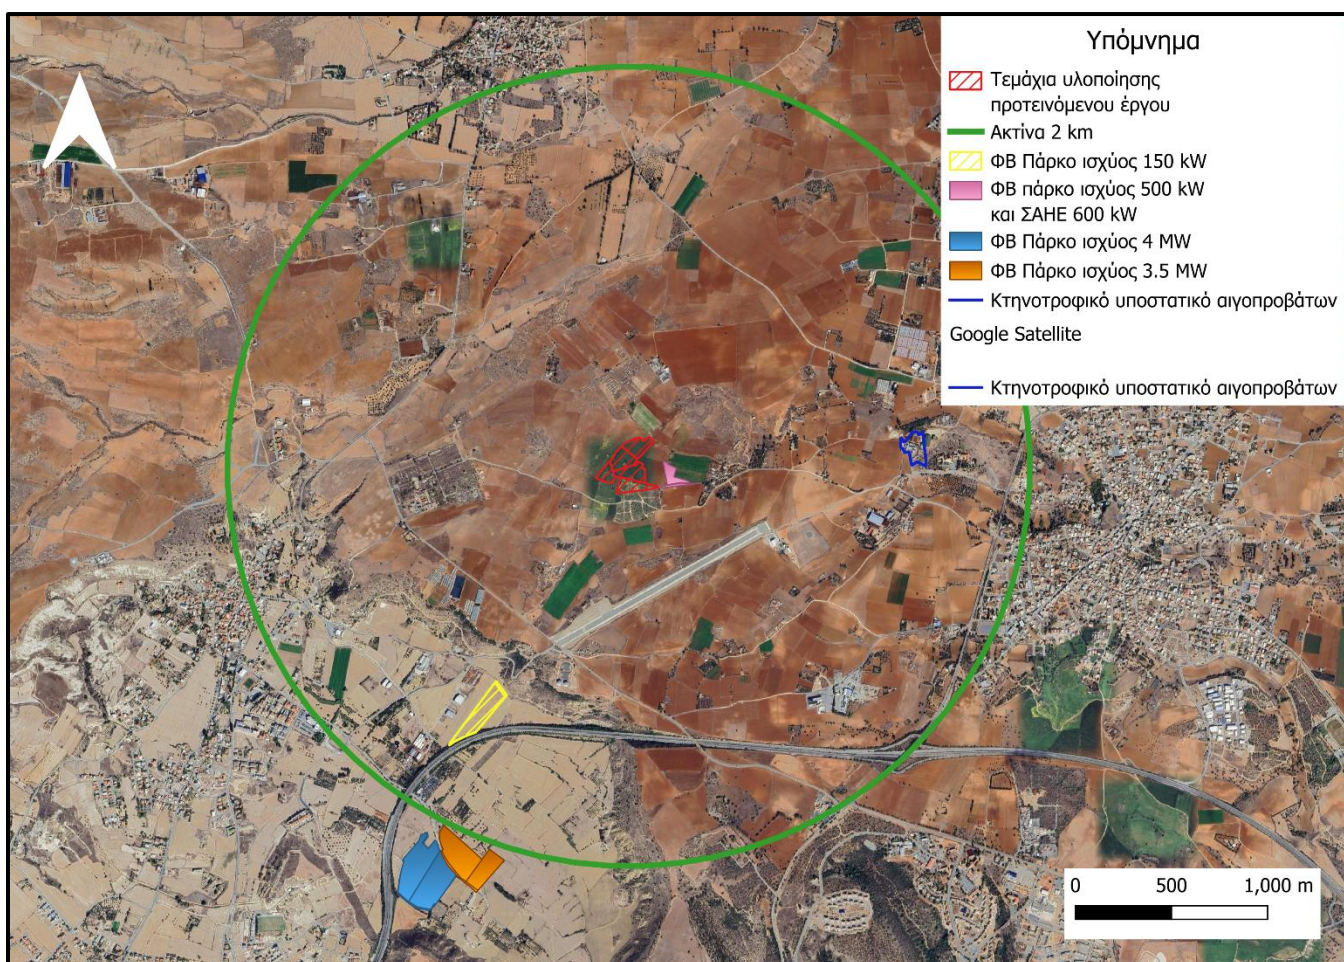 Υπόμνημα
Τεμάχια υλοποίησης
προτεινόμενου έργου
Ακτίνα 2 km
ΦΒ Πάρκο ισχύος 150 kW
ΦΒ πάρκο ισχύος 500 kW
και ΣΑΗΕ 600 kW
ΦΒ Πάρκο ισχύος 4 MW
ΦΒ Πάρκο ισχύος 3.5 MW
Κτηνοτροφικό υποστατικό αιγοπροβάτων
Google Satellite
Κτηνοτροφικό υποστατικό αιγοπροβάτων
0 500 1,000 m